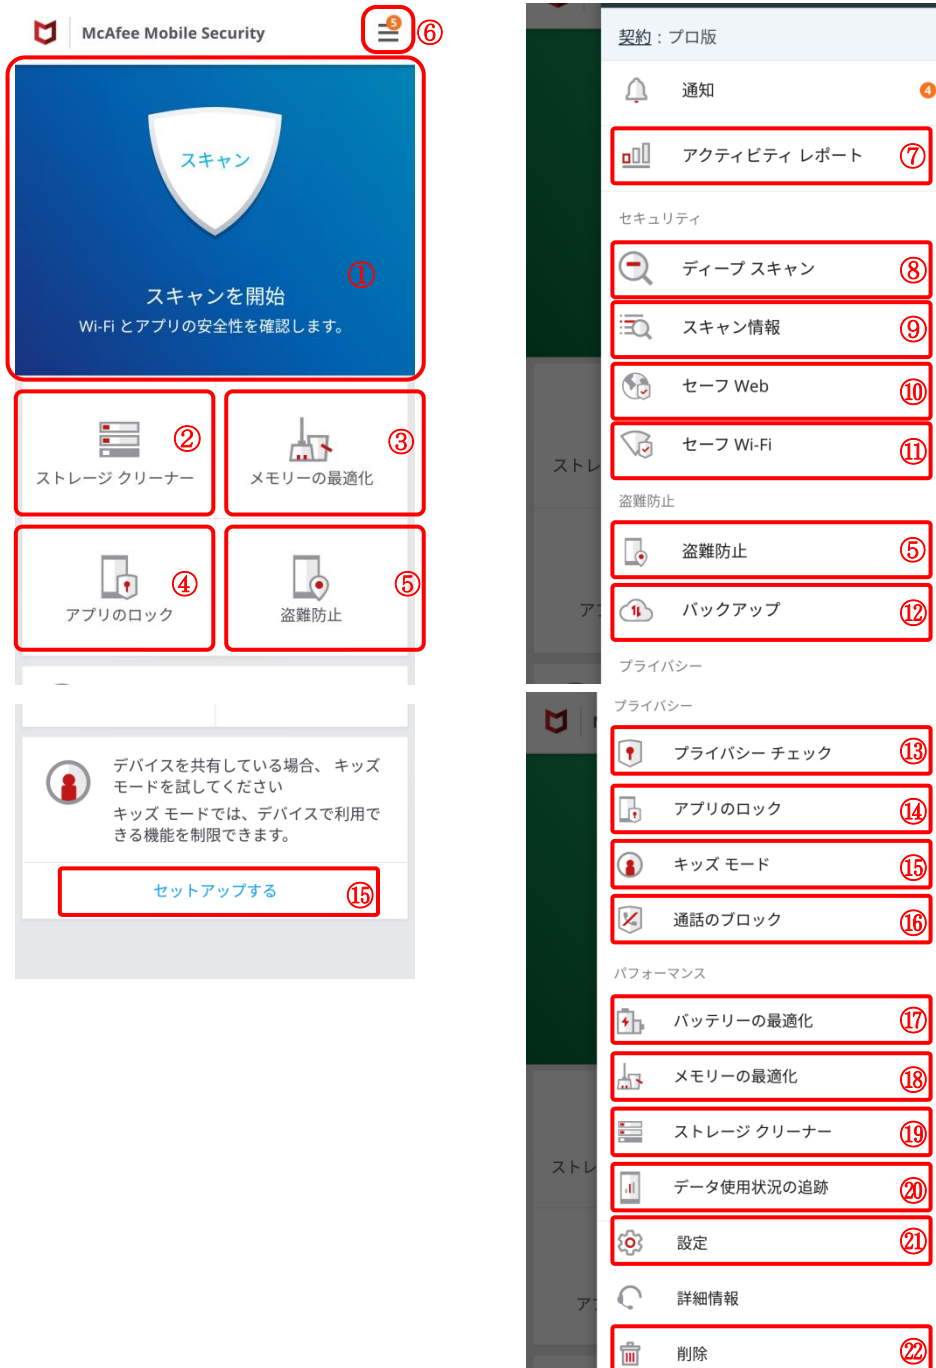 McAfee Mobile Security
5
⑥
スキャン
①
スキャンを開始
Wi-Fi とアプリの安全性を確認します。
②
ストレージ クリーナー
③
メモリーの最適化
④
アプリのロック
⑤
盗難防止
デバイスを共有している場合、 キッズ
モードを試してください
キッズ モードでは、デバイスで利用で
きる機能を制限できます。
セットアップする ⑮
契約：プロ版
通知 4
アクティビティ レポート ⑦
セキュリティ
ディープ スキャン ⑧
スキャン情報 ⑨
セーフ Web ⑩
セーフ Wi-Fi ⑪
ストレ
盗難防止
盗難防止 ⑤
ア
バックアップ ⑫
プライバシー
プライバシー
プライバシー チェック ⑬
アプリのロック ⑭
キッズ モード ⑮
通話のブロック ⑯
パフォーマンス
バッテリーの最適化 ⑰
メモリーの最適化 ⑱
ストレージ クリーナー ⑲
ストレ
データ使用状況の追跡 ⑳
設定 ㉑
ア
詳細情報
削除 ㉒